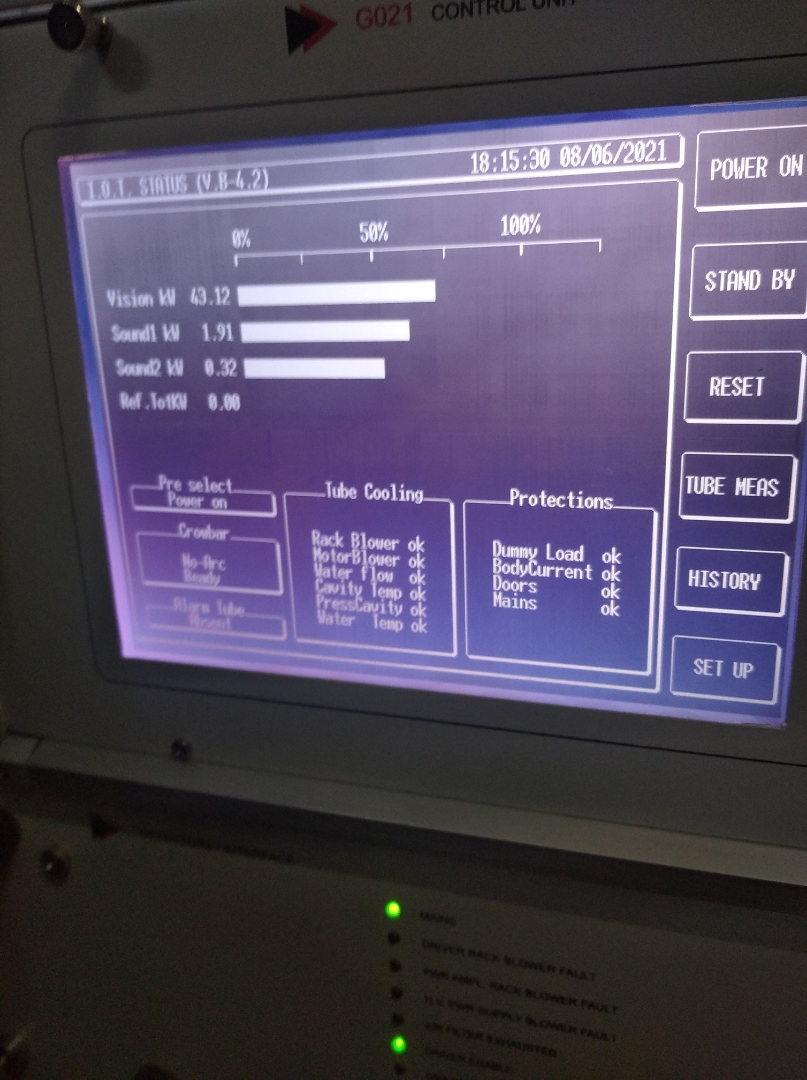 G021 CONTROL UNIT
I.O.T. STATUS (V.B-4.2) 18:15:30 08/06/2021
0% 50% 100%
Vision kW 43.12
Sound1 kW 1.91
Sound2 kW 0.32
Ref.TotKW 0.00
POWER ON
STAND BY
RESET
TUBE MEAS
HISTORY
SET UP
Pre select
Power on
Crowbar
No-Arc
Ready
Alarm Tube
Absent
Tube Cooling
Rack Blower ok
MotorBlower ok
Water flow ok
Cavity Temp ok
PressCavity ok
Water Temp ok
Protections
Dummy Load ok
BodyCurrent ok
Doors ok
Mains ok
MAINS
DRIVER RACK BLOWER FAULT
PWR AMPL. RACK BLOWER FAULT
H.V. PWR SUPPLY BLOWER FAULT
AIR FILTER EXHAUSTED
DRIVER ENABLE